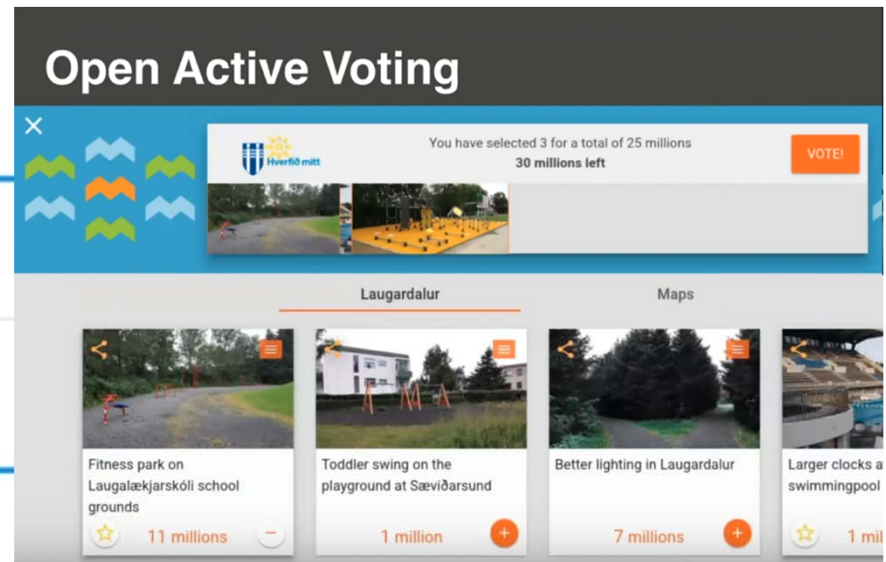 Open Active Voting
Hverfið mitt
You have selected 3 for a total of 25 millions
30 millions left
VOTE!
Laugardalur
Maps
Fitness park on
Laugalækjarskóli school
grounds
11 millions
Toddler swing on the
playground at Sæviðarsund
1 million
Better lighting in Laugardalur
7 millions
Larger clocks a
swimmingpool
1 mil